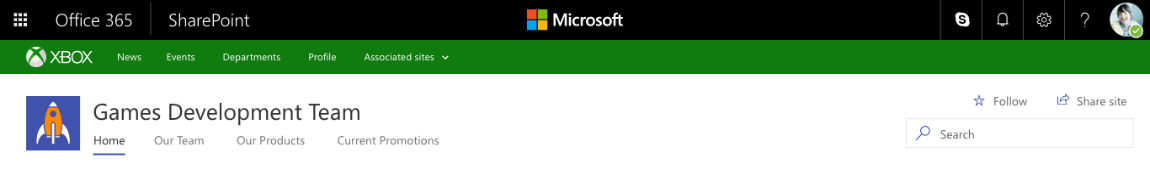 Office 365 SharePoint Microsoft ?
XBOX News Events Departments Profile Associated sites
Follow Share site
Games Development Team
Search
Home Our Team Our Products Current Promotions